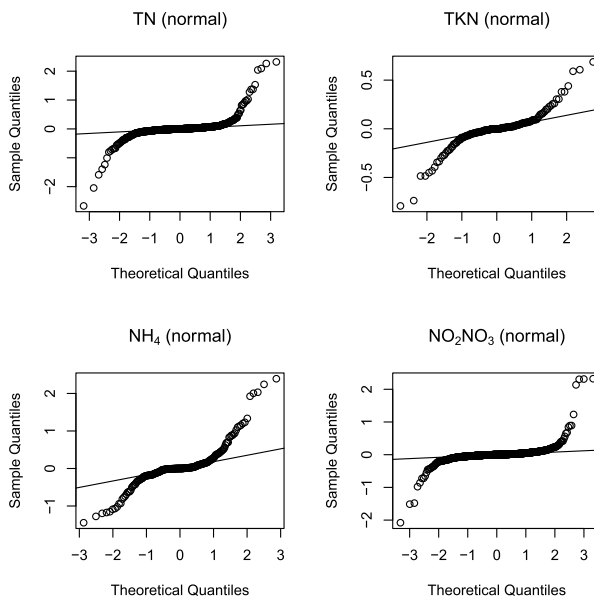 TN (normal)
Sample Quantiles
2
1
0
−2
−3 −2 −1 0 1 2 3
Theoretical Quantiles
TKN (normal)
Sample Quantiles
0.5
0.0
−0.5
−2 −1 0 1 2
Theoretical Quantiles
NH₄ (normal)
Sample Quantiles
2
1
0
−1
−3 −2 −1 0 1 2 3
Theoretical Quantiles
NO₂NO₃ (normal)
Sample Quantiles
2
1
0
−1
−2
−3 −2 −1 0 1 2 3
Theoretical Quantiles